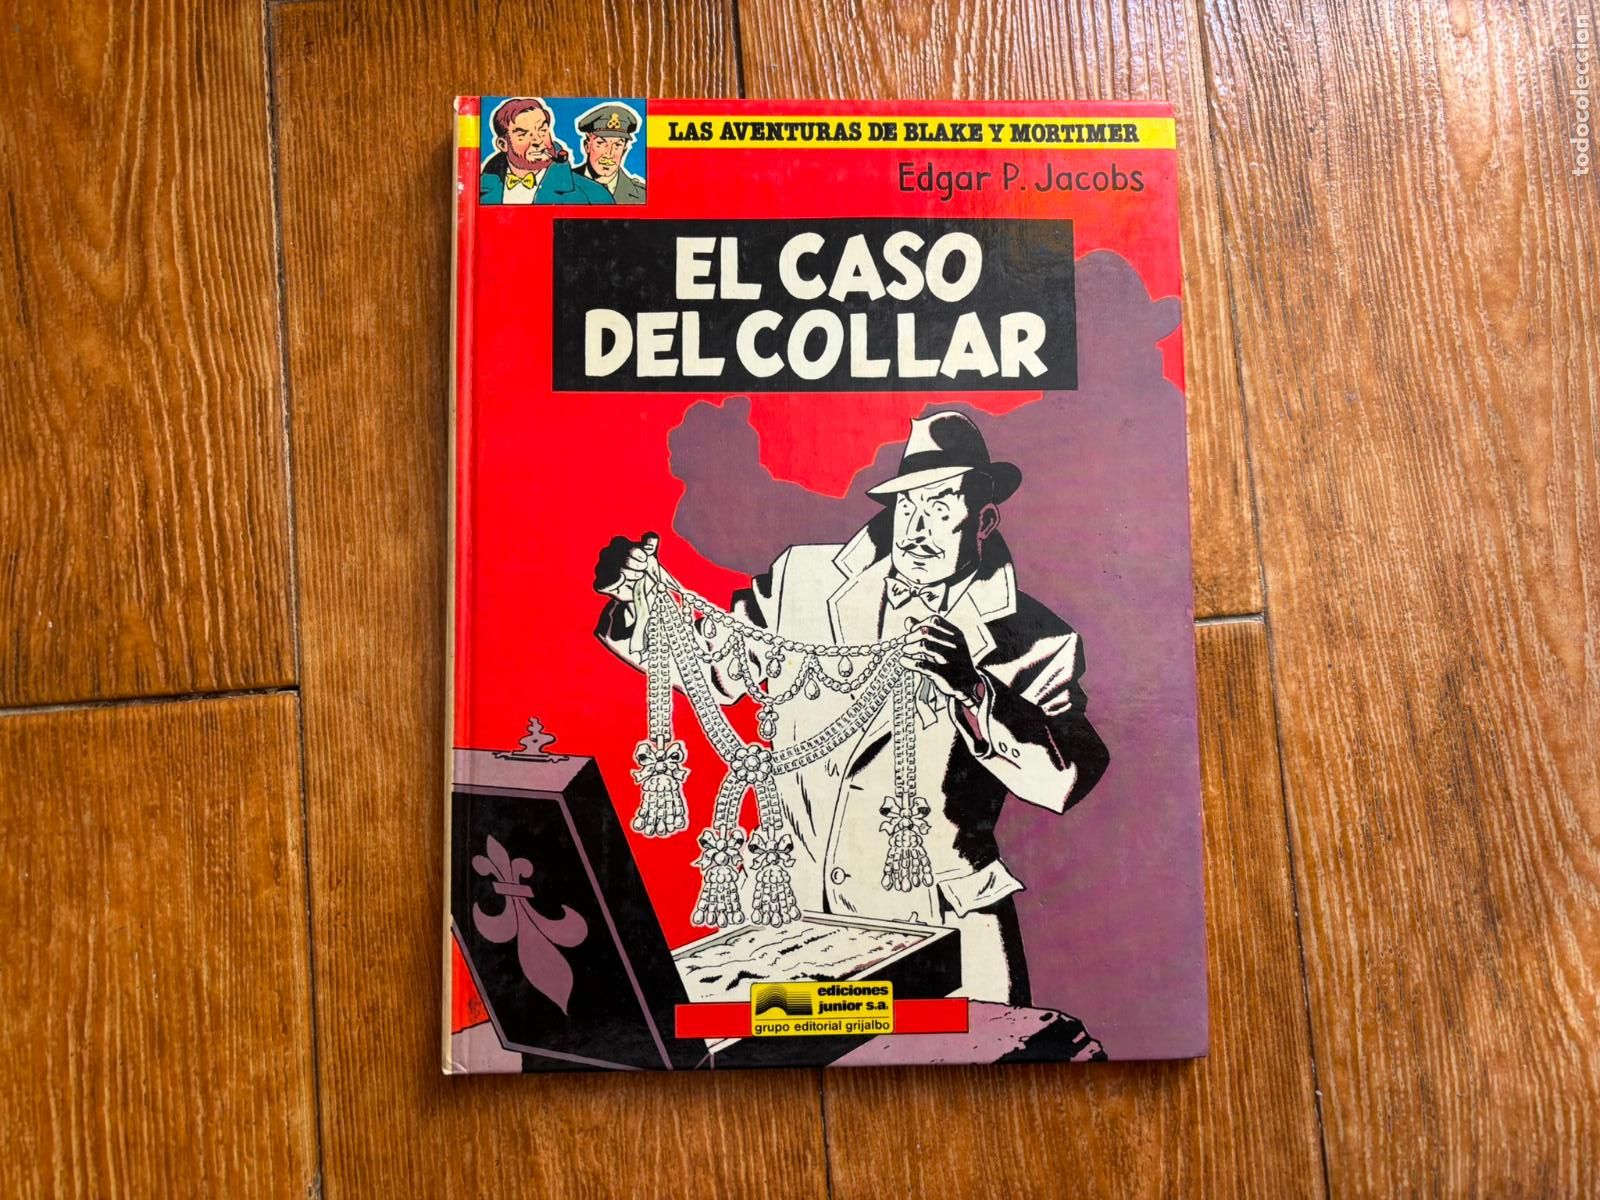 LAS AVENTURAS DE BLAKE Y MORTIMER
Edgar P. Jacobs
EL CASO
DEL COLLAR
ediciones
junior s.a.
grupo editorial grijalbo
todocoleccion